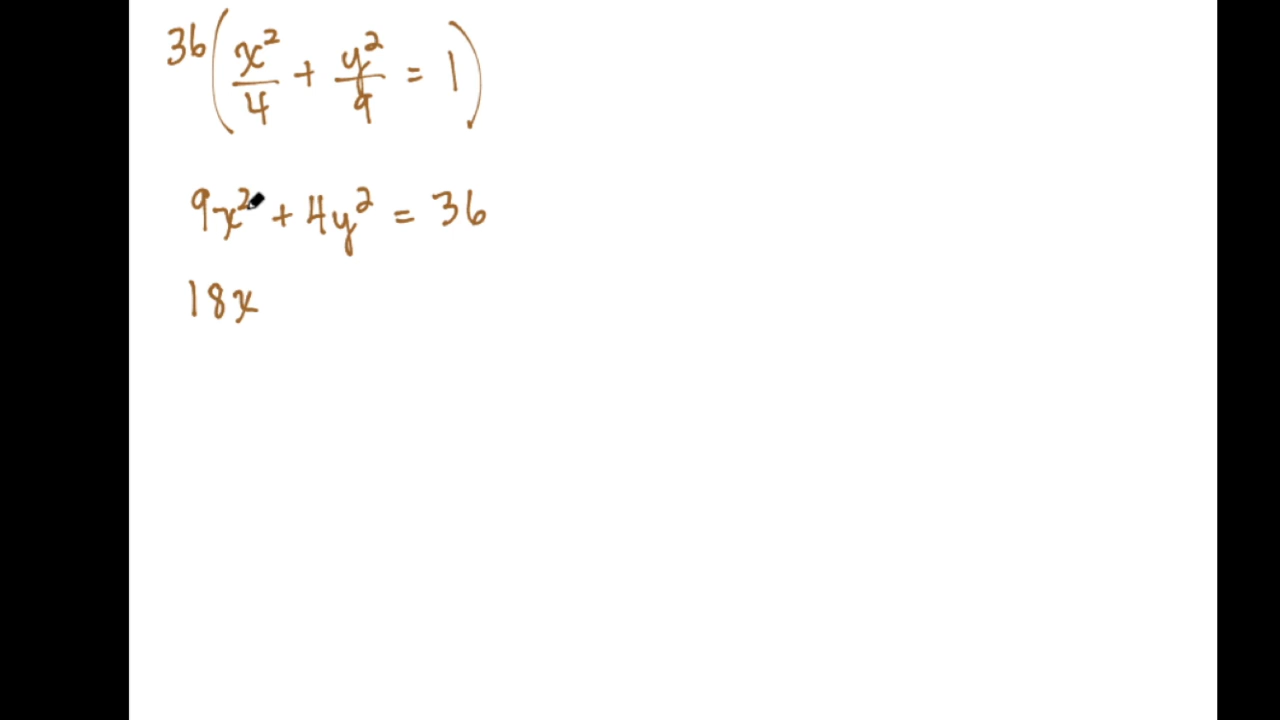 36(x²/4 + y²/9 = 1)
9x² + 4y² = 36
18x